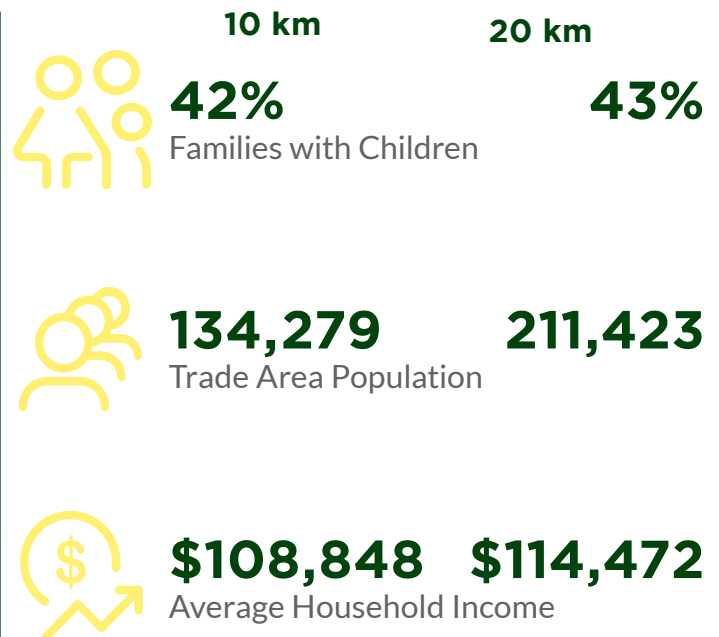 10 km 20 km
42% 43%
Families with Children
134,279 211,423
Trade Area Population
$
$108,848 $114,472
Average Household Income